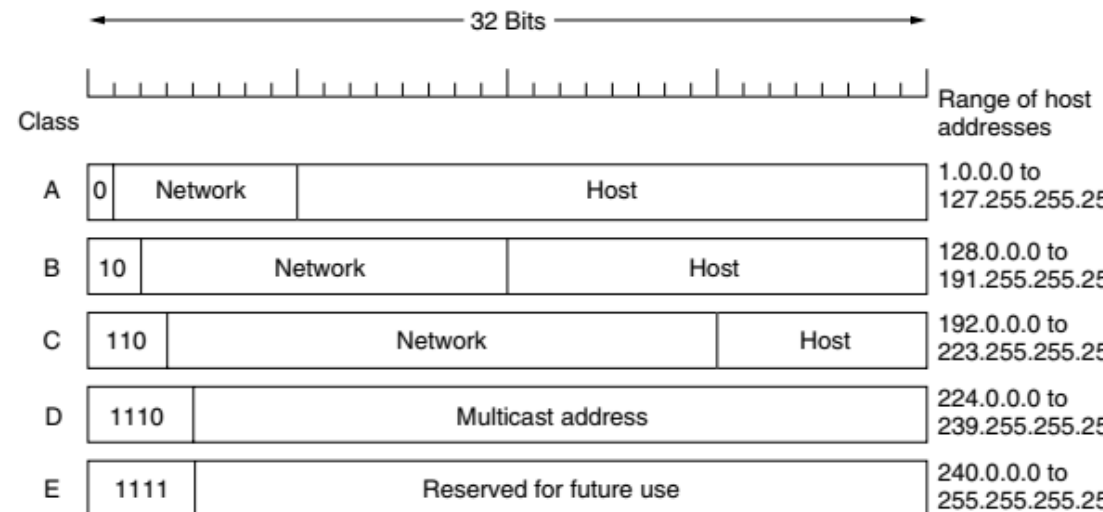 32 Bits
Class
Range of host
addresses
A 0 Network Host 1.0.0.0 to
127.255.255.25
B 10 Network Host 128.0.0.0 to
191.255.255.25
C 110 Network Host 192.0.0.0 to
223.255.255.25
D 1110 Multicast address 224.0.0.0 to
239.255.255.25
E 1111 Reserved for future use 240.0.0.0 to
255.255.255.25